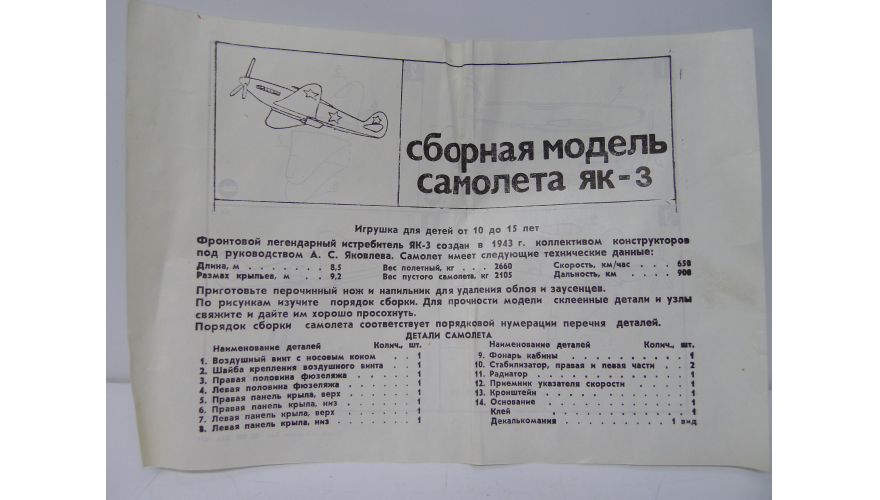 сборная модель
самолета як-3
Игрушка для детей от 10 до 15 лет
Фронтовой легендарный истребитель ЯК-3 создан в 1943 г. коллективом конструкторов
под руководством А. С. Яковлева. Самолет имеет следующие технические данные:
Длина, м . . . . . . . 8,5 Вес полетный, кг . . . 2660 Скорость, км/час . . . 650
Размах крыльев, м . . 9,2 Вес пустого самолета, кг 2105 Дальность, км . . . . 900
Приготовьте перочинный нож и напильник для удаления облоя и заусенцев.
По рисункам изучите порядок сборки. Для прочности модели склеенные детали и узлы
свяжите и дайте им хорошо просохнуть.
Порядок сборки самолета соответствует порядковой нумерации перечня деталей.
ДЕТАЛИ САМОЛЕТА
Наименование деталей Колич., шт.
1. Воздушный винт с носовым коком . . 1
2. Шайба крепления воздушного винта . . 1
3. Правая половина фюзеляжа . . . . 1
4. Левая половина фюзеляжа . . . . 1
5. Правая панель крыла, верх . . . . 1
6. Правая панель крыла, низ . . . . . 1
7. Левая панель крыла, верх . . . . 1
8. Левая панель крыла, низ . . . . . 1
Наименование деталей Колич., шт.
9. Фонарь кабины . . . . . . . . . 1
10. Стабилизатор, правая и левая части . . 2
11. Радиатор . . . . . . . . . . 1
12. Приемник указателя скорости . . . . 1
13. Кронштейн . . . . . . . . . . 1
14. Основание . . . . . . . . . . 1
Клей . . . . . . . . . . . 1
Декалькомания . . . . . . . . . 1 вид